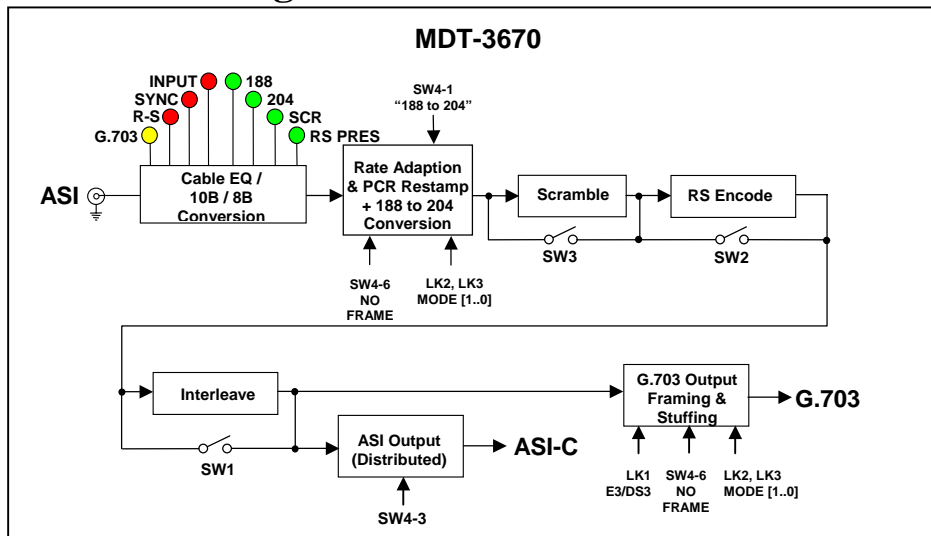 MDT-3670
INPUT
188
SYNC
204
R-S
SCR
G.703
RS PRES
SW4-1
“188 to 204”
ASI
Cable EQ /
10B / 8B
Conversion
Rate Adaption
& PCR Restamp
+ 188 to 204
Conversion
Scramble
RS Encode
SW3
SW2
SW4-6
NO
FRAME
LK2, LK3
MODE [1..0]
Interleave
SW1
ASI Output
(Distributed)
ASI-C
SW4-3
G.703 Output
Framing &
Stuffing
G.703
LK1
E3/DS3
SW4-6
NO
FRAME
LK2, LK3
MODE [1..0]